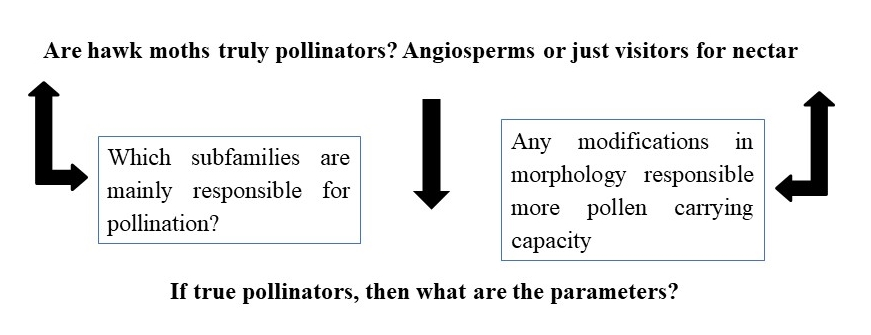 Are hawk moths truly pollinators? Angiosperms or just visitors for nectar
Which subfamilies are
mainly responsible for
pollination?
Any modifications in
morphology responsible
more pollen carrying
capacity
If true pollinators, then what are the parameters?